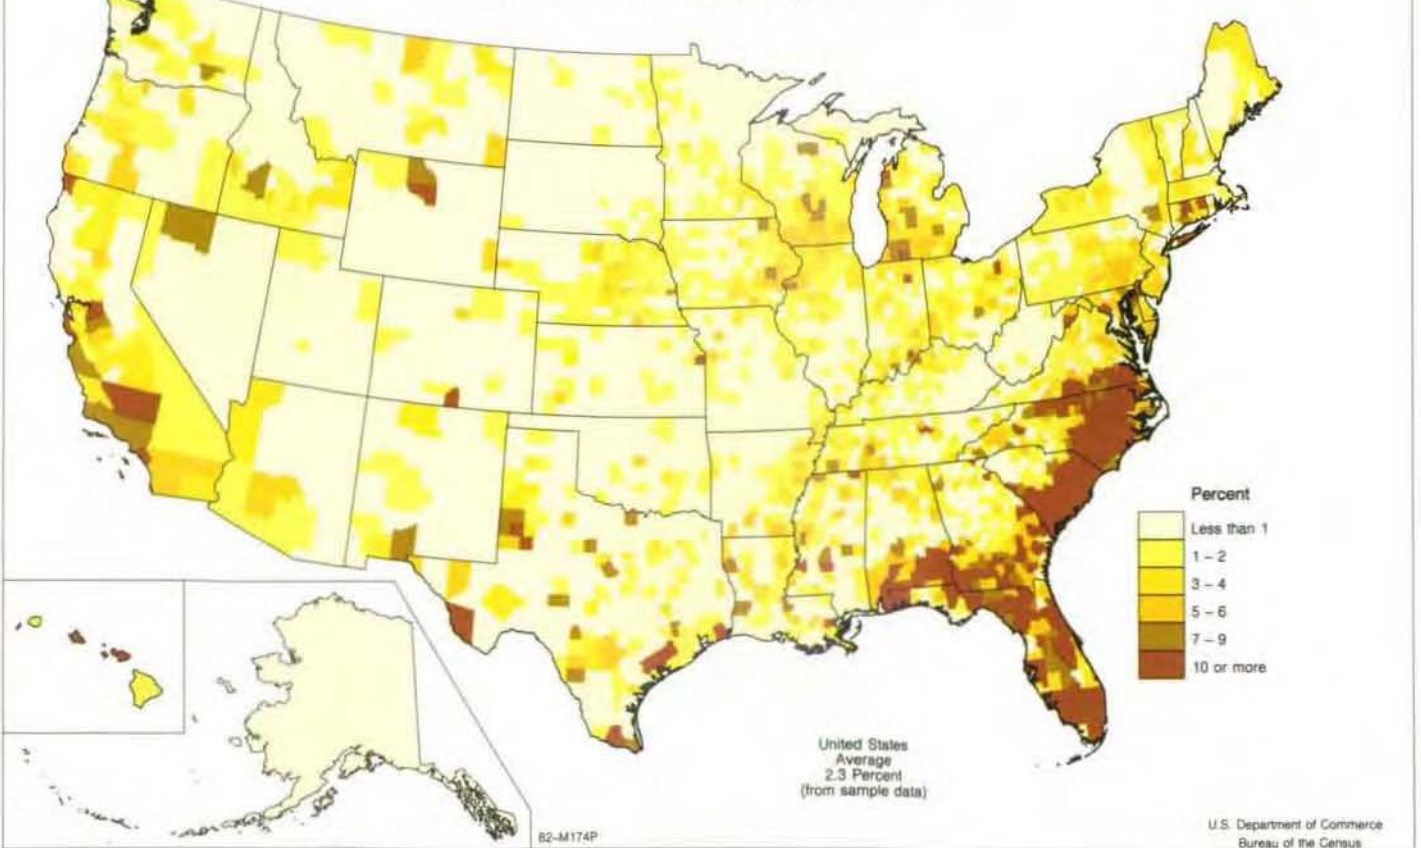 Percent
Less than 1
1–2
3–4
5–6
7–9
10 or more
United States
Average
2.3 Percent
(from sample data)
82–M174P
U.S. Department of Commerce
Bureau of the Census